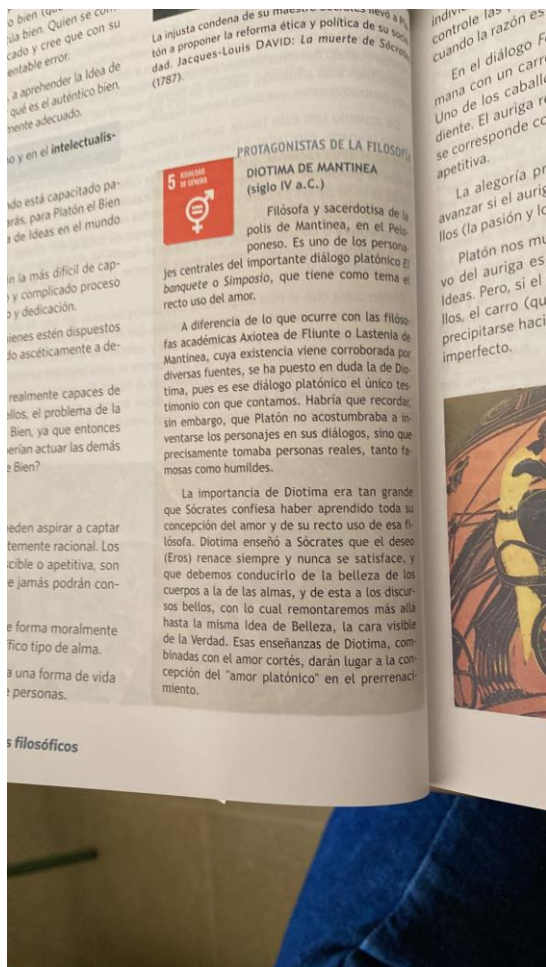 o bien (que
túa bien. Quien se com
cado y cree que con su
entable error.
, a aprehender la Idea de
qué es el auténtico bien,
mente adecuado.
no y en el intelectualis-
ndo está capacitado pa-
arás, para Platón el Bien
a de Ideas en el mundo
n la más difícil de cap-
o y complicado proceso
o y dedicación.
uienes estén dispuestos
do ascéticamente a de-
realmente capaces de
ellos, el problema de la
Bien, ya que entonces
berían actuar las demás
e Bien?
ueden aspirar a captar
temente racional. Los
scible o apetitiva, son
e jamás podrán con-
e forma moralmente
fico tipo de alma.
a una forma de vida
e personas.
s filosóficos
La injusta condena de su maestro Sócrates llevó a Pla
tón a proponer la reforma ética y política de su socie
dad. Jacques-Louis DAVID: La muerte de Sócrates
(1787).
PROTAGONISTAS DE LA FILOSOFÍA
5 IGUALDAD
DE GÉNERO
DIOTIMA DE MANTINEA
(siglo IV a.C.)
Filósofa y sacerdotisa de la
polis de Mantinea, en el Pelo-
poneso. Es uno de los persona-
jes centrales del importante diálogo platónico El
banquete o Simposio, que tiene como tema el
recto uso del amor.
A diferencia de lo que ocurre con las filóso-
fas académicas Axiotea de Fliunte o Lastenia de
Mantinea, cuya existencia viene corroborada por
diversas fuentes, se ha puesto en duda la de Dio-
tima, pues es ese diálogo platónico el único tes-
timonio con que contamos. Habría que recordar,
sin embargo, que Platón no acostumbraba a in-
ventarse los personajes en sus diálogos, sino que
precisamente tomaba personas reales, tanto fa-
mosas como humildes.
La importancia de Diotima era tan grande
que Sócrates confiesa haber aprendido toda su
concepción del amor y de su recto uso de esa fi-
lósofa. Diotima enseñó a Sócrates que el deseo
(Eros) renace siempre y nunca se satisface, y
que debemos conducirlo de la belleza de los
cuerpos a la de las almas, y de esta a los discur-
sos bellos, con lo cual remontaremos más allá
hasta la misma Idea de Belleza, la cara visible
de la Verdad. Esas enseñanzas de Diotima, com-
binadas con el amor cortés, darán lugar a la con-
cepción del "amor platónico" en el prerrenaci-
miento.
indivi
controle las
cuando la razón es
En el diálogo F
mana con un carr
Uno de los caball
diente. El auriga r
se corresponde co
apetitiva.
La alegoría pr
avanzar si el aurig
llos (la pasión y lo
Platón nos mu
vo del auriga es
Ideas. Pero, si el
llos, el carro (qu
precipitarse haci
imperfecto.